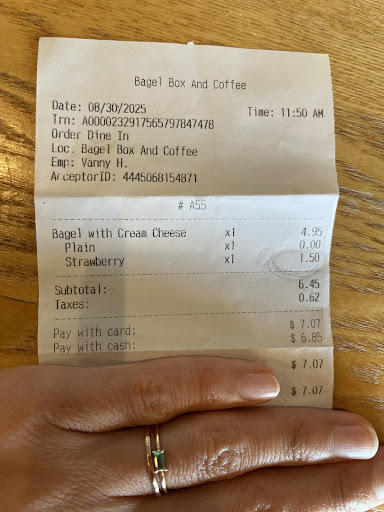 Bagel Box And Coffee
Date: 08/30/2025 Time: 11:50 AM
Trn: A0000232917565797847478
Order Dine In
Loc. Bagel Box And Coffee
Emp: Vanny H.
AcceptorID: 4445068154871
# A55
Bagel with Cream Cheese x1 4.95
Plain x1 0.00
Strawberry x1 1.50
Subtotal: 6.45
Taxes: 0.62
Pay with card: $ 7.07
Pay with cash: $ 6.85
$ 7.07
$ 7.07